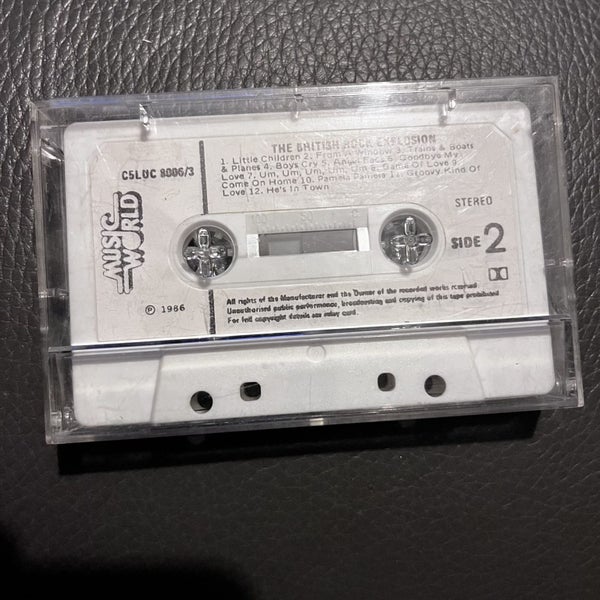 THE BRITISH ROCK EXPLOSION
C5LUC 8006/3
1. Little Children 2. From A Window 3. Trains & Boats
& Planes 4. Boys Cry 5. Angel Face 6. Goodbye My
Love 7. Um, Um, Um, Um, Um 8. Game Of Love 9.
Come On Home 10. Pamela Pamela 11. Groovy Kind Of
Love 12. He's In Town
MUSIC
WORLD
STEREO
SIDE 2
℗ 1986
All rights of the Manufacturer and the Owner of the recorded works reserved
Unauthorised public performance, broadcasting and copying of this tape prohibited
For full copyright details see inlay card.